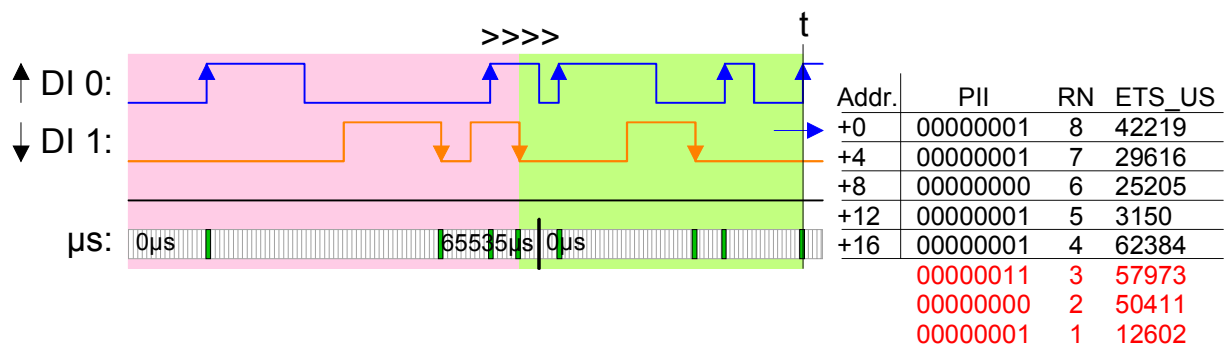 >>>> t
DI 0:
DI 1:
µs: 0µs 65535µs 0µs
Addr. PII RN ETS_US
+0 00000001 8 42219
+4 00000001 7 29616
+8 00000000 6 25205
+12 00000001 5 3150
+16 00000001 4 62384
00000011 3 57973
00000000 2 50411
00000001 1 12602